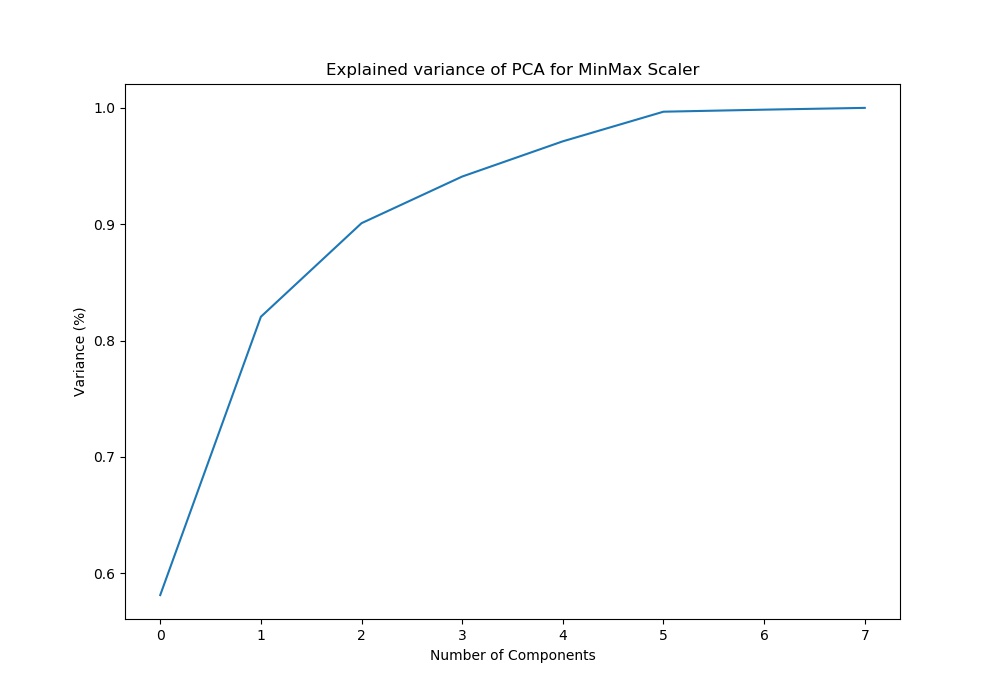 Explained variance of PCA for MinMax Scaler
1.0
0.9
0.8
0.7
0.6
Variance (%)
0 1 2 3 4 5 6 7
Number of Components